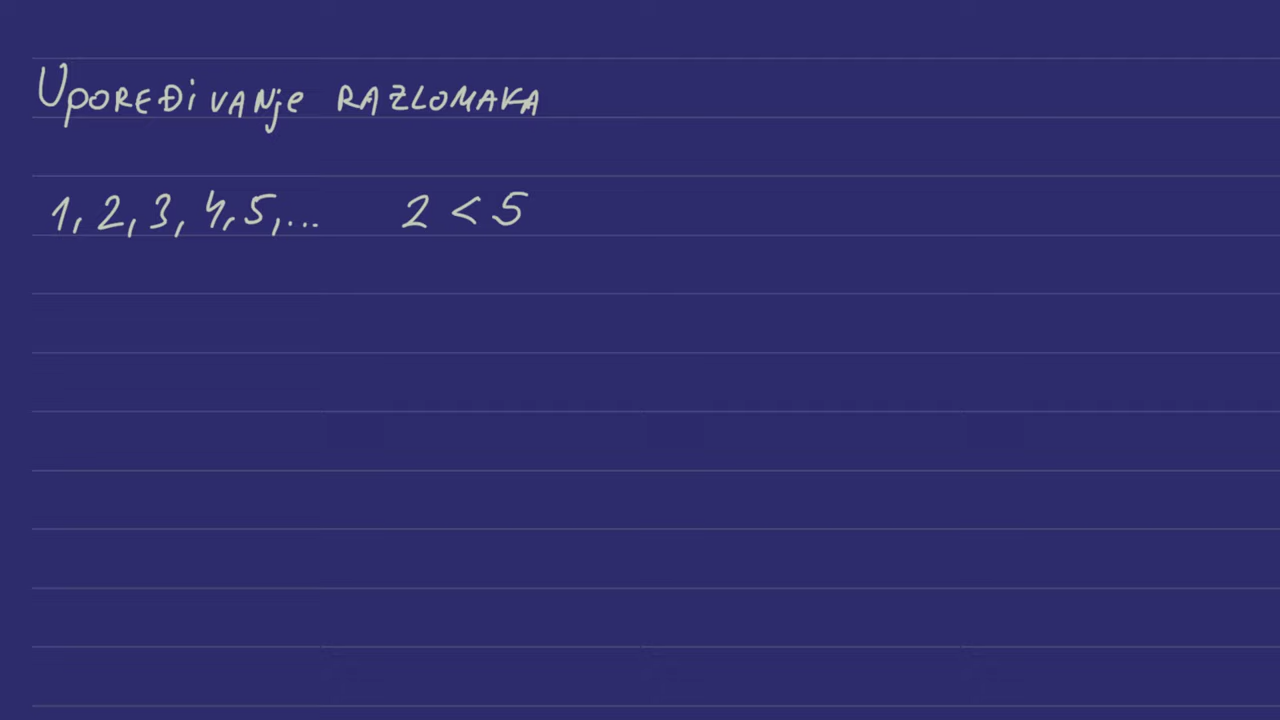 Upoređivanje RAZLOMAKA
1, 2, 3, 4, 5, ... 2 < 5